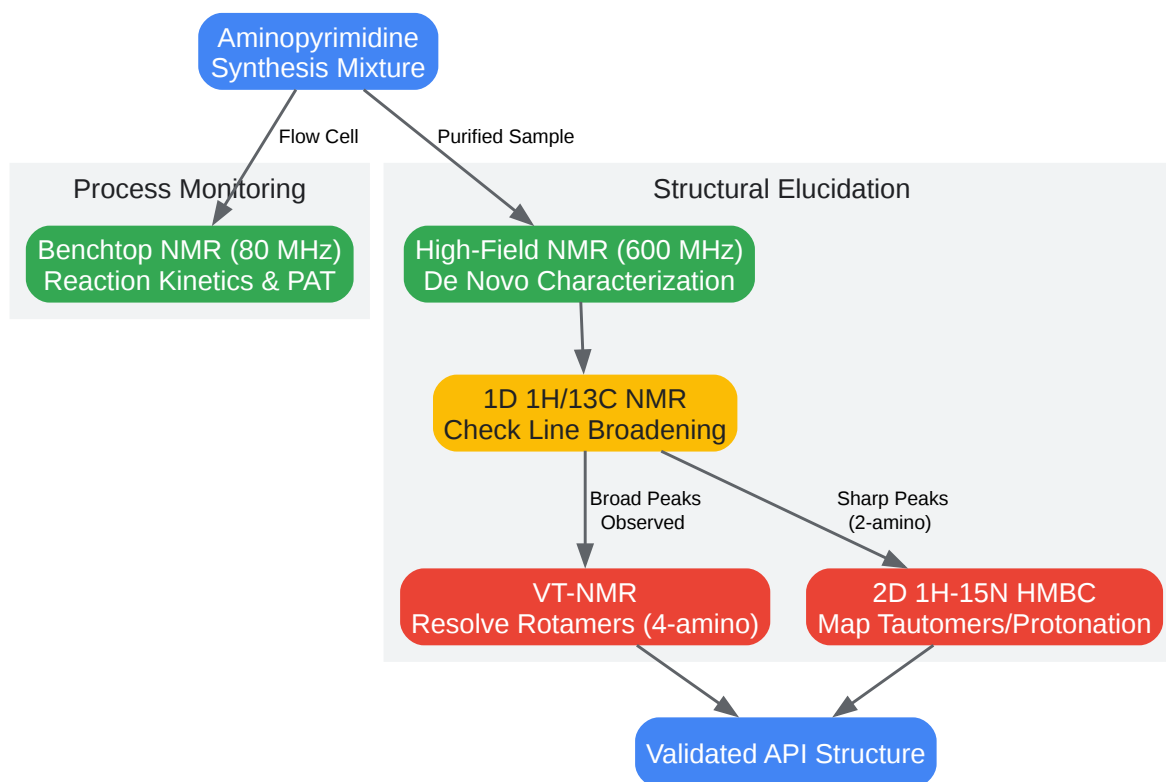 Aminopyrimidine
Synthesis Mixture
Flow Cell
Purified Sample
Process Monitoring
Structural Elucidation
Benchtop NMR (80 MHz)
Reaction Kinetics & PAT
High-Field NMR (600 MHz)
De Novo Characterization
1D 1H/13C NMR
Check Line Broadening
Broad Peaks
Observed
Sharp Peaks
(2-amino)
VT-NMR
Resolve Rotamers (4-amino)
2D 1H-15N HMBC
Map Tautomers/Protonation
Validated API Structure